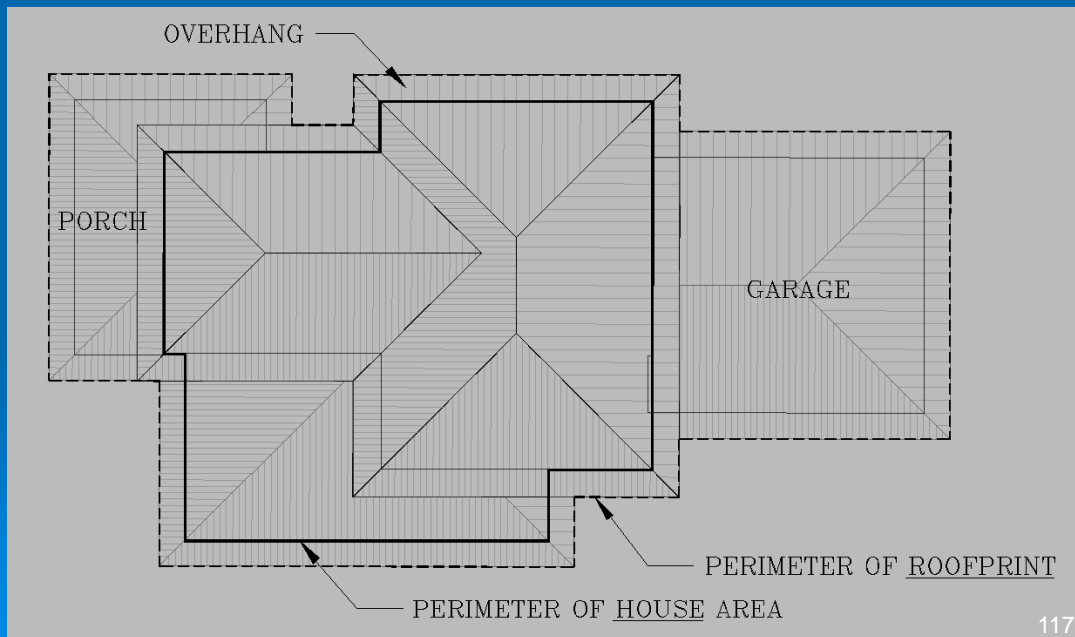 OVERHANG
PORCH
GARAGE
PERIMETER OF ROOFPRINT
PERIMETER OF HOUSE AREA
117